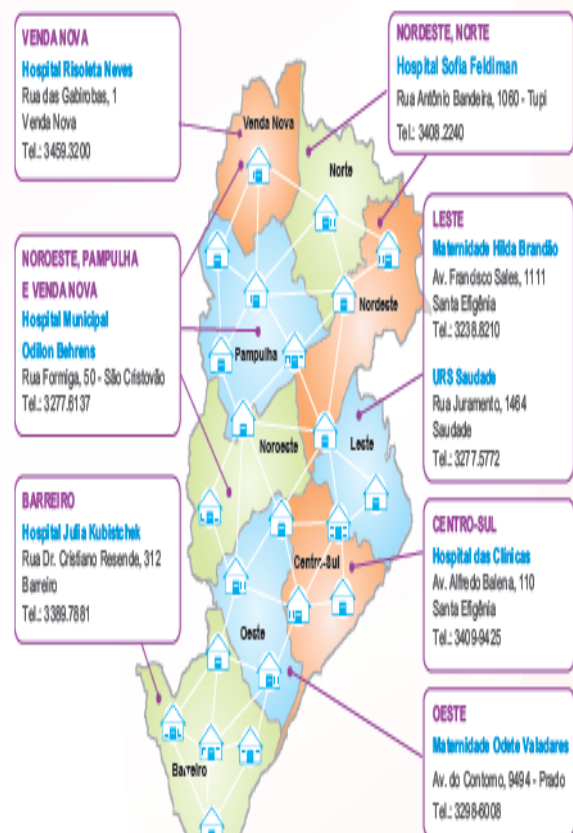 VENDA NOVA
Hospital Risoleta Neves
Rua das Gabirobas, 1
Venda Nova
Tel.: 3459.3200
NORDESTE, NORTE
Hospital Sofia Feldlman
Rua Antônio Bandeira, 1060 - Tupi
Tel.: 3408.2240
NOROESTE, PAMPULHA
E VENDA NOVA
Hospital Municipal
Odilon Behrens
Rua Formiga, 50 - São Cristovão
Tel.: 3277.6137
LESTE
Maternidade Hilda Brandão
Av. Francisco Sales, 1111
Santa Efigênia
Tel.: 3238.8210
URS Saudade
Rua Juramento, 1464
Saudade
Tel.: 3277.5772
BARREIRO
Hospital Julia Kubistchek
Rua Dr. Cristiano Resende, 312
Barreiro
Tel.: 3389.7881
CENTRO-SUL
Hospital das Clínicas
Av. Alfredo Balena, 110
Santa Efigênia
Tel.: 3409-9425
OESTE
Maternidade Odete Valadares
Av. do Contorno, 9494 - Prado
Tel.: 3298-6008
Venda Nova
Norte
Nordeste
Pampulha
Noroeste
Leste
Centro-Sul
Oeste
Barreiro